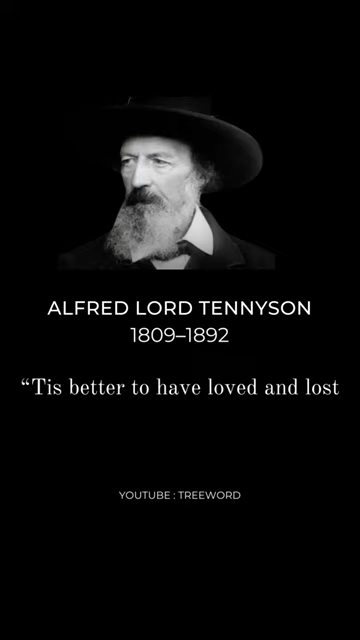 ALFRED LORD TENNYSON
1809–1892
“Tis better to have loved and lost
YOUTUBE : TREEWORD